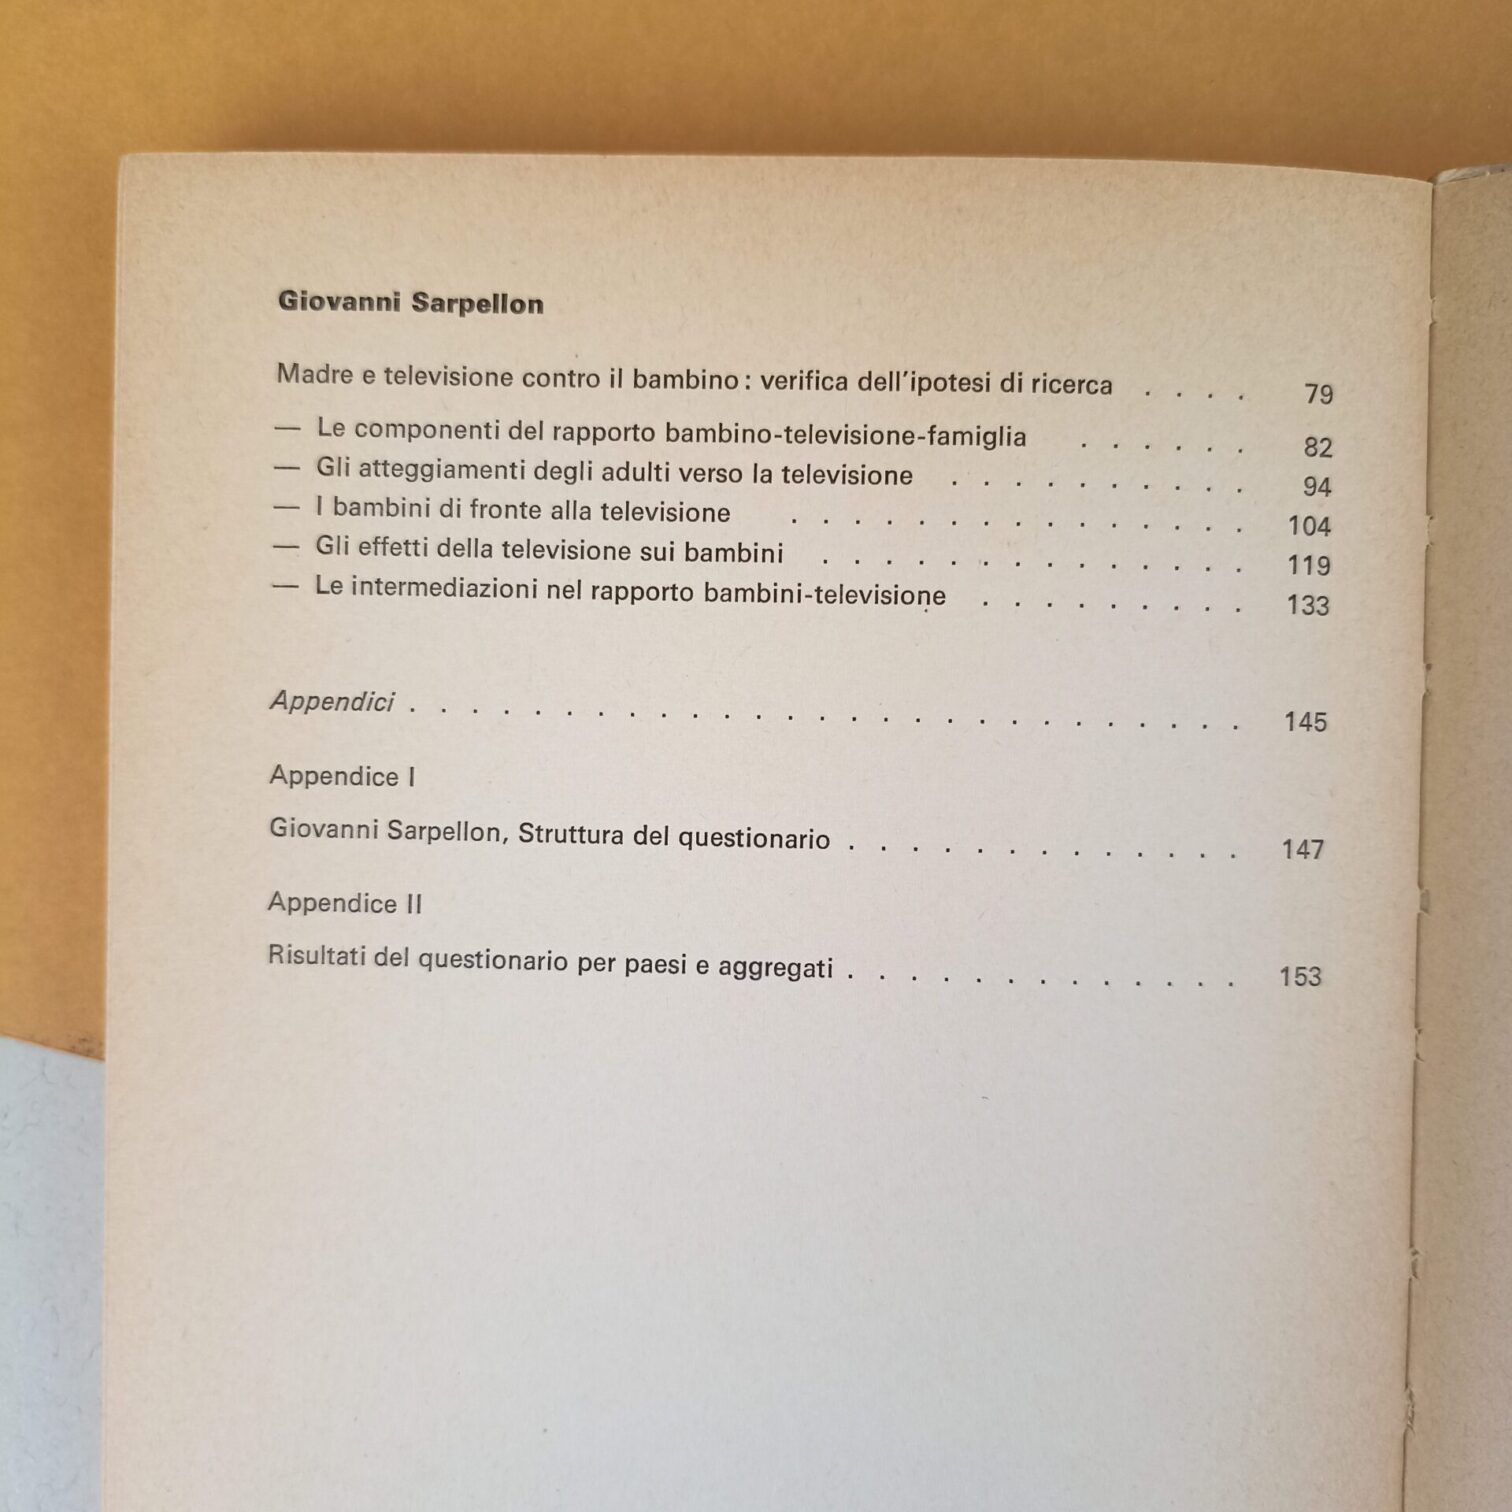 Giovanni Sarpellon
Madre e televisione contro il bambino: verifica dell'ipotesi di ricerca . . . . 79
— Le componenti del rapporto bambino-televisione-famiglia . . . . . . 82
— Gli atteggiamenti degli adulti verso la televisione . . . . . . . . . . 94
— I bambini di fronte alla televisione . . . . . . . . . . . . . . . 104
— Gli effetti della televisione sui bambini . . . . . . . . . . . . . . 119
— Le intermediazioni nel rapporto bambini-televisione . . . . . . . . . 133
Appendici . . . . . . . . . . . . . . . . . . . . . . . . . . . 145
Appendice I
Giovanni Sarpellon, Struttura del questionario . . . . . . . . . . . . . 147
Appendice II
Risultati del questionario per paesi e aggregati . . . . . . . . . . . . . 153